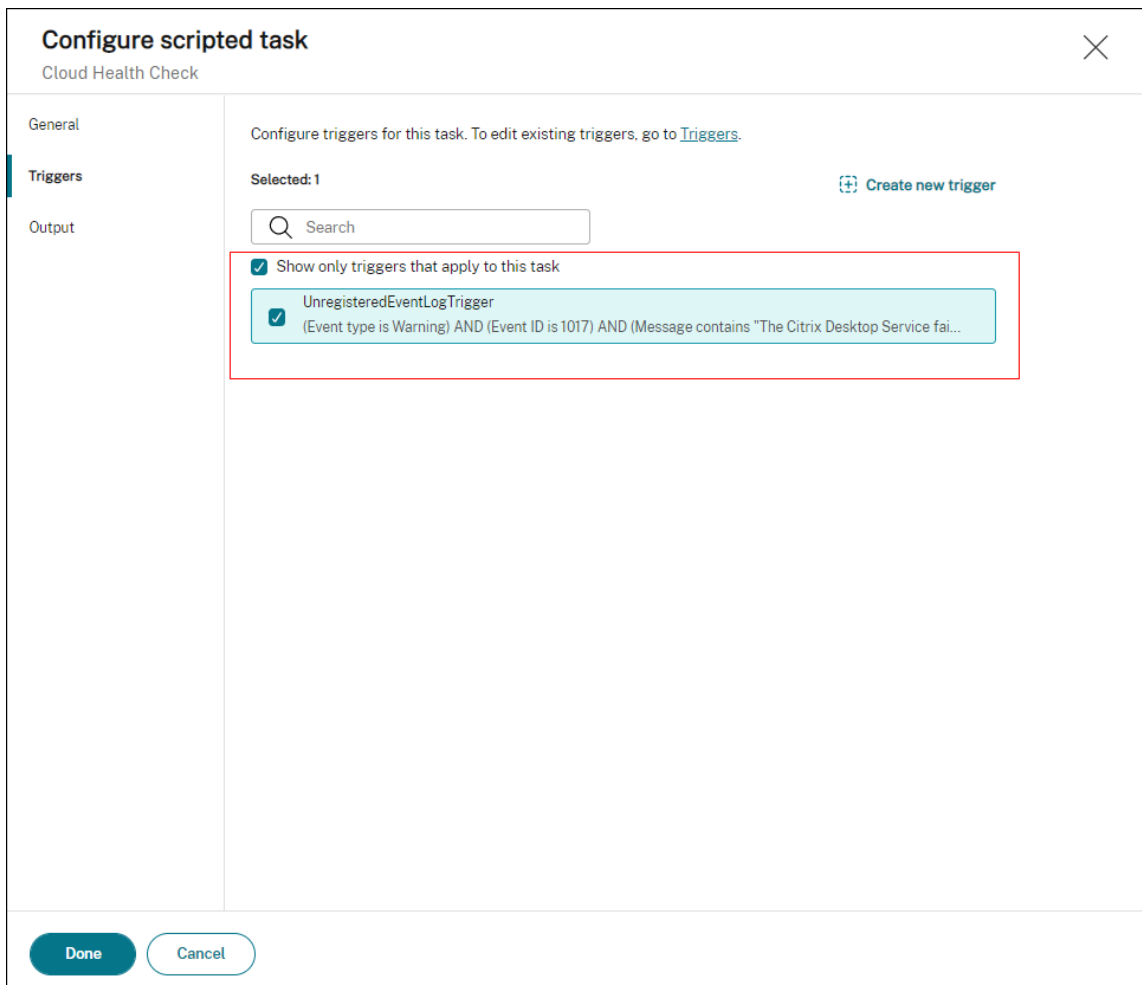 Configure scripted task
Cloud Health Check
General
Triggers
Output
Configure triggers for this task. To edit existing triggers, go to Triggers.
Selected: 1
Create new trigger
Search
Show only triggers that apply to this task
UnregisteredEventLogTrigger
(Event type is Warning) AND (Event ID is 1017) AND (Message contains "The Citrix Desktop Service fai...
Done
Cancel